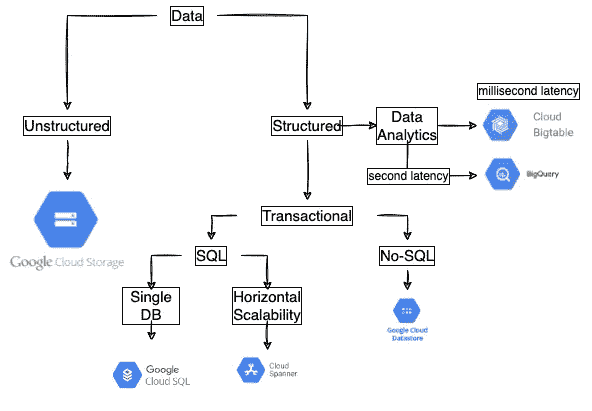 Data
Unstructured
Structured
Data
Analytics
millisecond latency
Cloud
Bigtable
second latency
BigQuery
Google Cloud Storage
Transactional
SQL
No-SQL
Single
DB
Horizontal
Scalability
Google Cloud
Datastore
Google
Cloud SQL
Cloud
Spanner